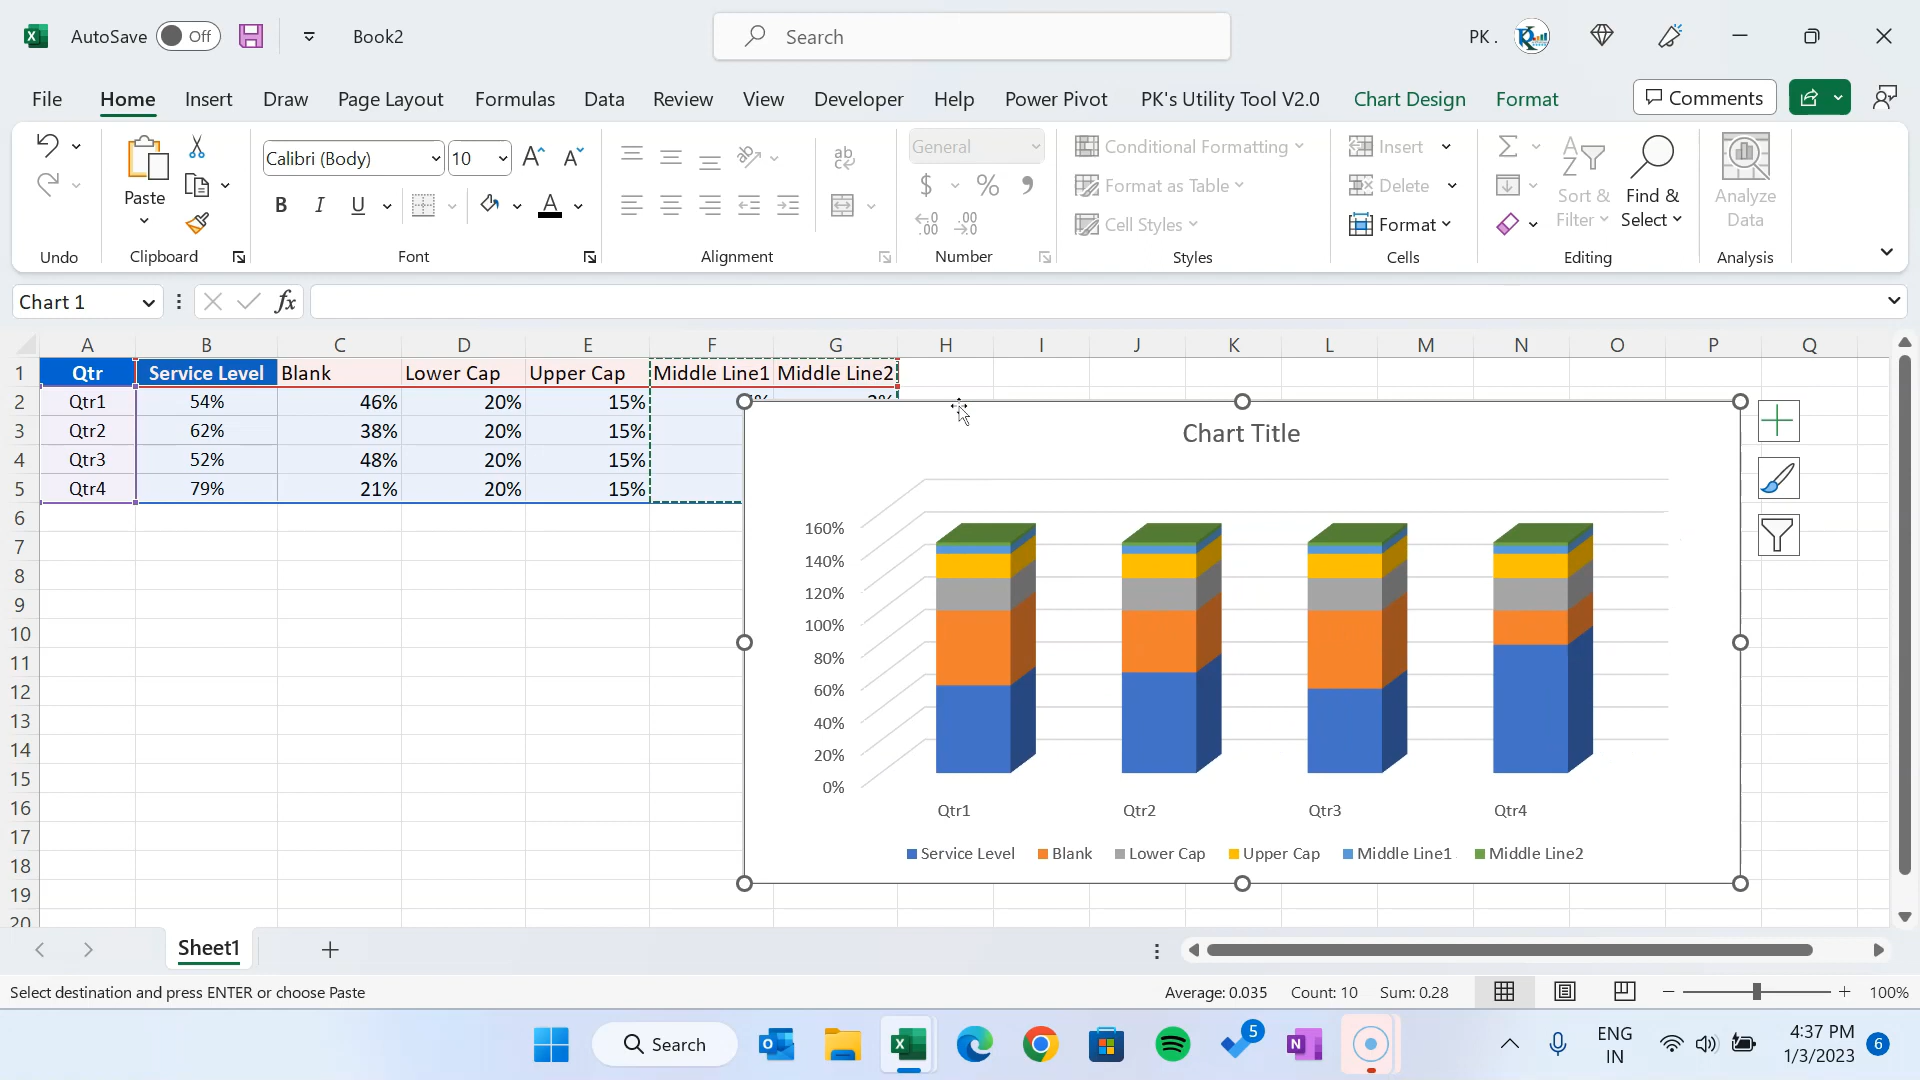 AutoSave Off Book2 Search PK .
File Home Insert Draw Page Layout Formulas Data Review View Developer Help Power Pivot PK's Utility Tool V2.0 Chart Design Format Comments
Paste Calibri (Body) 10 General Conditional Formatting Insert
B I U $ % Format as Table Delete Sort & Find & Analyze
Cell Styles Format Filter Select Data
Undo Clipboard Font Alignment Number Styles Cells Editing Analysis
Chart 1 fx
A B C D E F G H I J K L M N O P Q
1 Qtr Service Level Blank Lower Cap Upper Cap Middle Line1 Middle Line2
2 Qtr1 54% 46% 20% 15%
3 Qtr2 62% 38% 20% 15%
4 Qtr3 52% 48% 20% 15%
5 Qtr4 79% 21% 20% 15%
6
7
8
9
10
11
12
13
14
15
16
17
18
19
20
Chart Title
160%
140%
120%
100%
80%
60%
40%
20%
0%
Qtr1 Qtr2 Qtr3 Qtr4
Service Level Blank Lower Cap Upper Cap Middle Line1 Middle Line2
Sheet1
Select destination and press ENTER or choose Paste Average: 0.035 Count: 10 Sum: 0.28 100%
Search 5 ENG IN 4:37 PM 1/3/2023 6